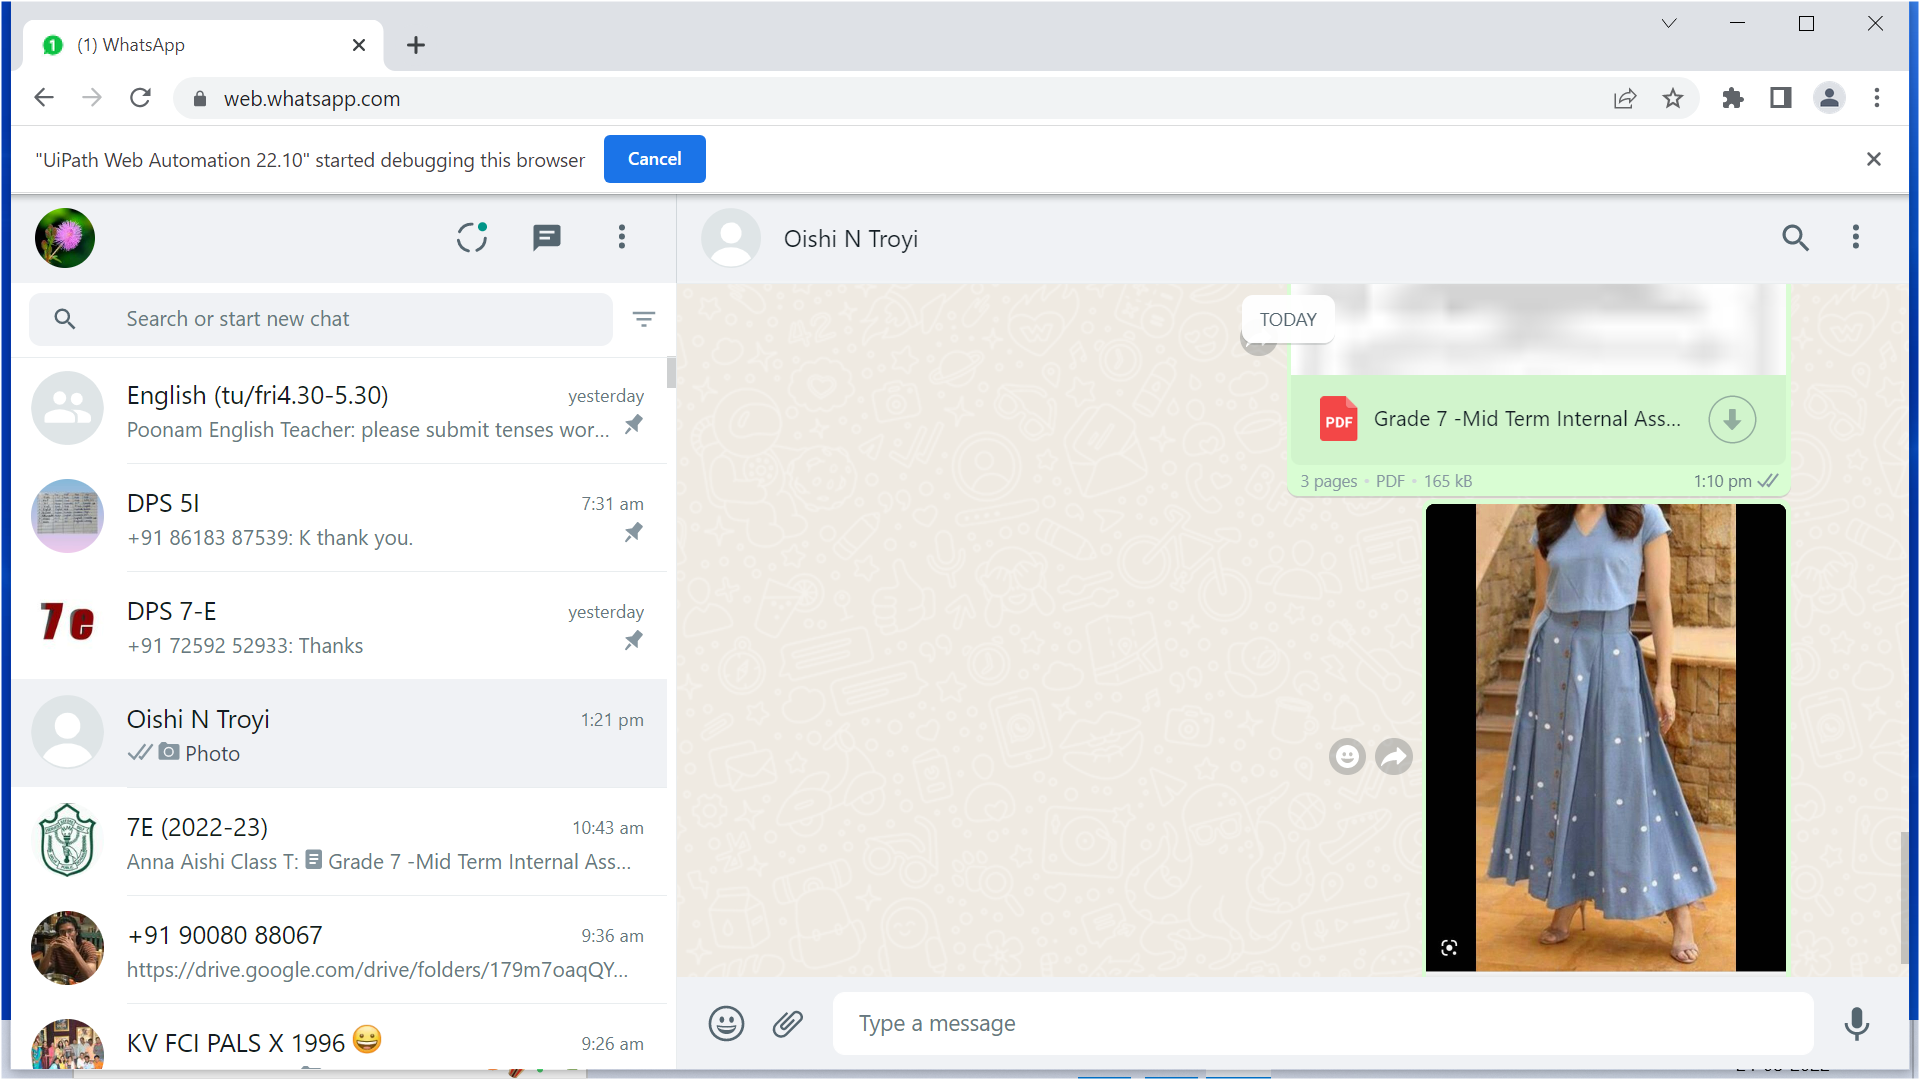 1 (1) WhatsApp
web.whatsapp.com
"UiPath Web Automation 22.10" started debugging this browser Cancel
Oishi N Troyi
Search or start new chat
English (tu/fri4.30-5.30) yesterday
Poonam English Teacher: please submit tenses wor...
DPS 5I 7:31 am
+91 86183 87539: K thank you.
7e
DPS 7-E yesterday
+91 72592 52933: Thanks
Oishi N Troyi 1:21 pm
Photo
7E (2022-23) 10:43 am
Anna Aishi Class T: Grade 7 -Mid Term Internal Ass...
+91 90080 88067 9:36 am
https://drive.google.com/drive/folders/179m7oaqQY...
KV FCI PALS X 1996 😀 9:26 am
TODAY
PDF Grade 7 -Mid Term Internal Ass...
3 pages • PDF • 165 kB 1:10 pm
Type a message